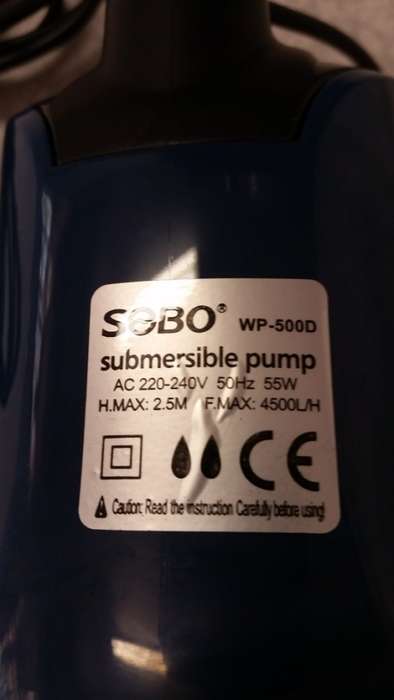 SOBO® WP-500D
submersible pump
AC 220-240V 50Hz 55W
H.MAX: 2.5M F.MAX: 4500L/H
CE
Caution: Read the instruction Carefully before using!